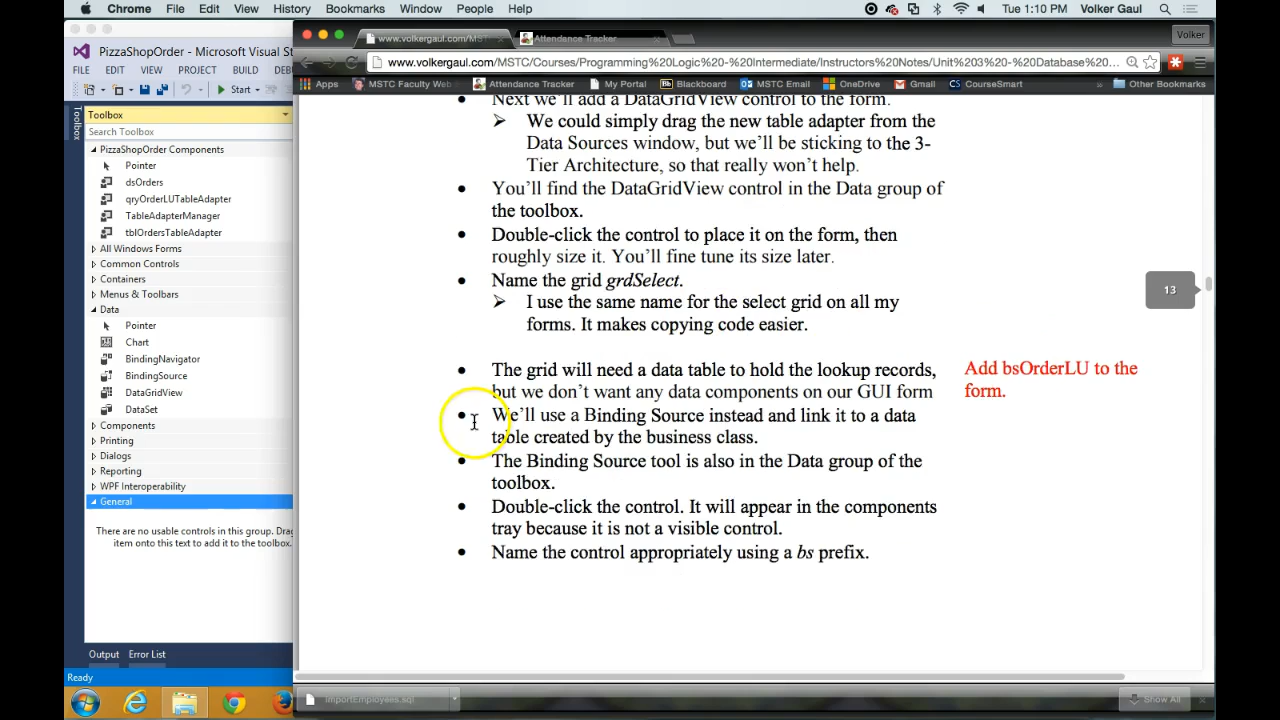 Chrome File Edit View History Bookmarks Window People Help Tue 1:10 PM Volker Gaul
PizzaShopOrder - Microsoft Visual St
FILE EDIT VIEW PROJECT BUILD DEBU
Start
Toolbox
Toolbox
Search Toolbox
PizzaShopOrder Components
Pointer
dsOrders
qryOrderLUTableAdapter
TableAdapterManager
tblOrdersTableAdapter
All Windows Forms
Common Controls
Containers
Menus & Toolbars
Data
Pointer
Chart
BindingNavigator
BindingSource
DataGridView
DataSet
Components
Printing
Dialogs
Reporting
WPF Interoperability
General
There are no usable controls in this group. Drag
item onto this text to add it to the toolbox.
Output Error List
Ready
www.volkergaul.com/MST Attendance Tracker Volker
www.volkergaul.com/MSTC/Courses/Programming%20Logic%20-%20Intermediate/Instructors%20Notes/Unit%203%20-%20Database%20...
Apps MSTC Faculty Web Attendance Tracker My Portal Bb Blackboard MSTC Email OneDrive Gmail CourseSmart » Other Bookmarks
• Next we'll add a DataGridView control to the form.
➢ We could simply drag the new table adapter from the
Data Sources window, but we'll be sticking to the 3-
Tier Architecture, so that really won't help.
• You'll find the DataGridView control in the Data group of
the toolbox.
• Double-click the control to place it on the form, then
roughly size it. You'll fine tune its size later.
• Name the grid grdSelect.
➢ I use the same name for the select grid on all my
forms. It makes copying code easier.
13
• The grid will need a data table to hold the lookup records,
but we don't want any data components on our GUI form
Add bsOrderLU to the
form.
• We'll use a Binding Source instead and link it to a data
table created by the business class.
• The Binding Source tool is also in the Data group of the
toolbox.
• Double-click the control. It will appear in the components
tray because it is not a visible control.
• Name the control appropriately using a bs prefix.
ImportEmployees.sql Show All